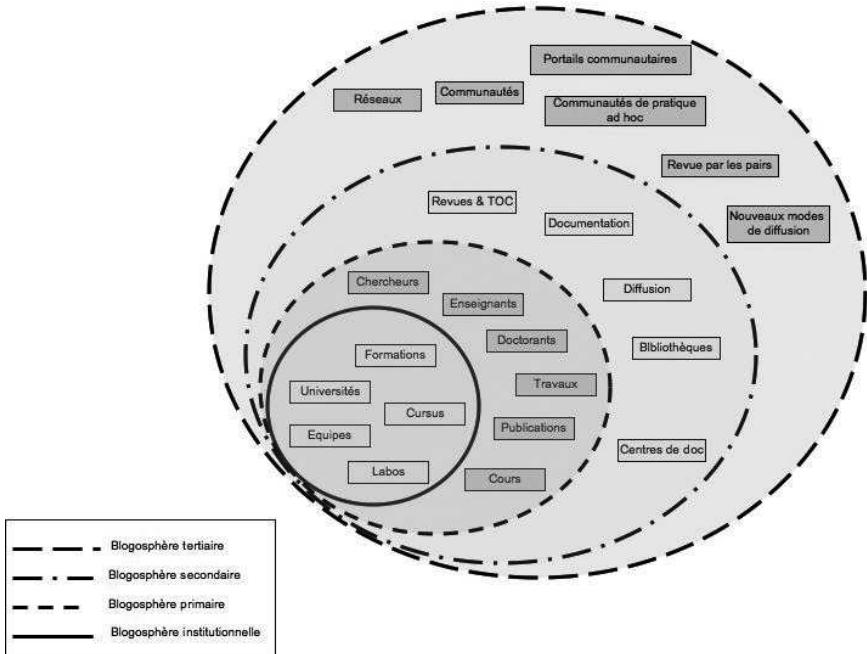 Portails communautaires
Réseaux
Communautés
Communautés de pratique
ad hoc
Revue par les pairs
Revues & TOC
Documentation
Nouveaux modes
de diffusion
Chercheurs
Diffusion
Enseignants
Doctorants
BIbliothèques
Formations
Travaux
Universités
Cursus
Publications
Equipes
Centres de doc
Labos
Cours
Blogosphère tertiaire
Blogosphère secondaire
Blogosphère primaire
Blogosphère institutionnelle